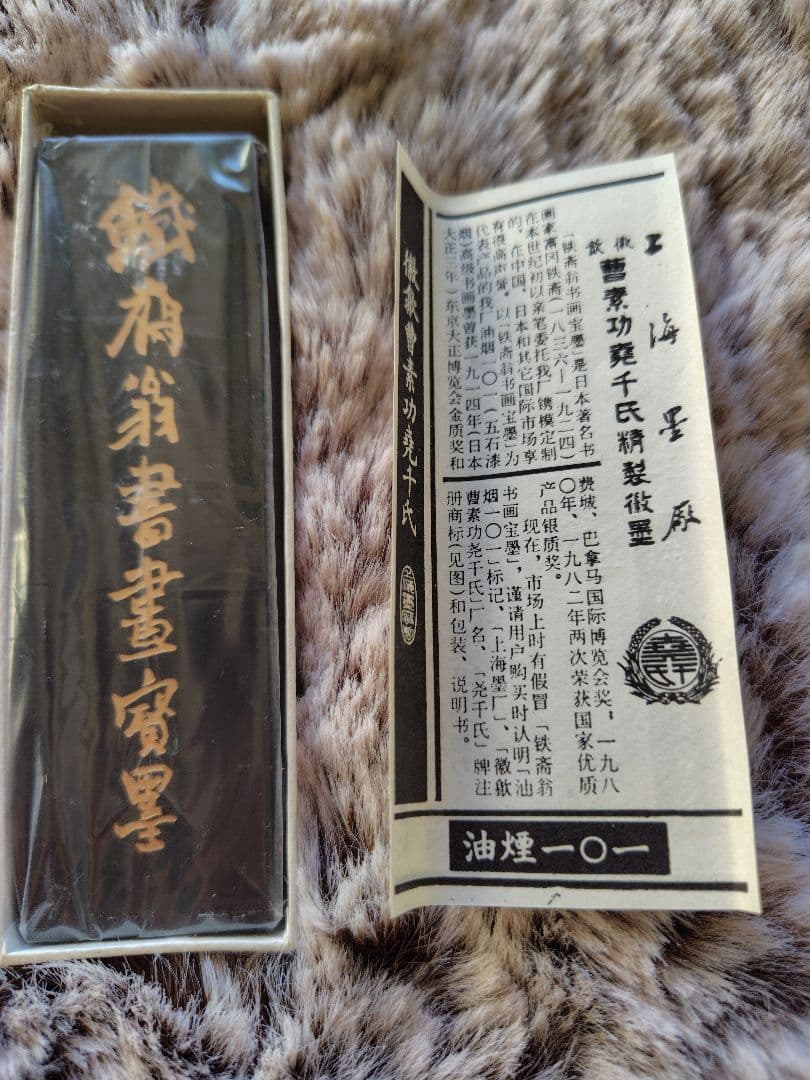 鐵齋翁書畫寶墨
上海墨厰
徽歙
曹素功堯千氏精製徽墨
堯千氏
「铁斋翁书画宝墨」是日本著名书
画家富冈铁斋(一八三六—一九二四)
在本世纪初以亲笔委托我厂镌模定制
的，在中国、日本和其它国际市场享
有很高声誉。以「铁斋翁书画宝墨」为
代表产品的我厂油烟一〇一(五石漆
烟)高级书画墨曾获一九一四年(日本
大正三年)东京大正博览会金质奖和
费城、巴拿马国际博览会奖；一九八
〇年、一九八二年两次荣获国家优质
产品银质奖。
现在，市场上时有假冒「铁斋翁
书画宝墨」，谨请用户购买时认明「油
烟一〇一」标记、「上海墨厂」、「徽歙
曹素功尧千氏」厂名、「尧千氏」牌注
册商标(见图)和包装、说明书。
徽歙曹素功堯千氏
油煙一〇一